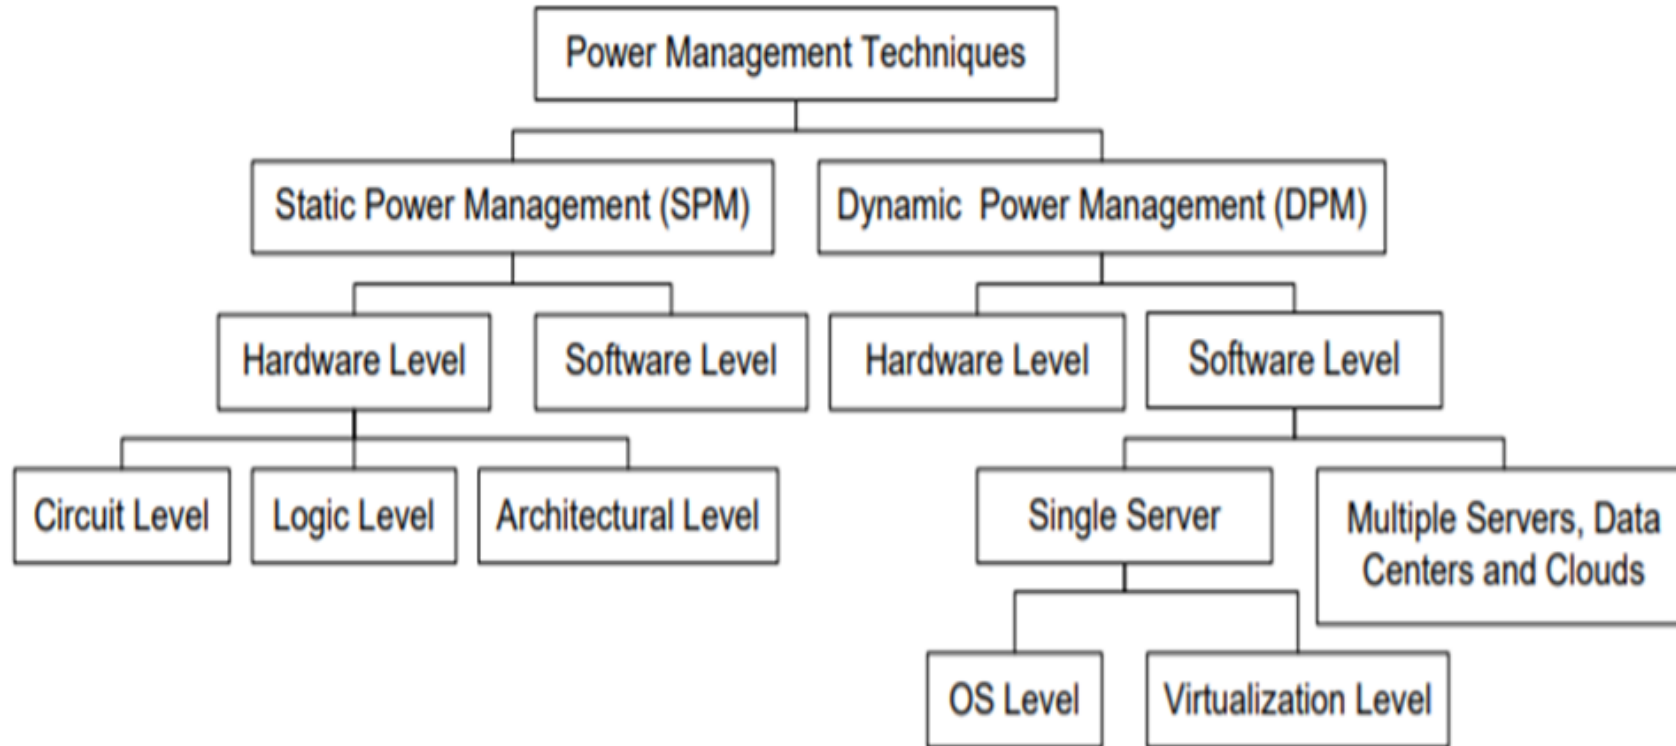 Power Management Techniques
Static Power Management (SPM)
Dynamic Power Management (DPM)
Hardware Level
Software Level
Hardware Level
Software Level
Circuit Level
Logic Level
Architectural Level
Single Server
Multiple Servers, Data
Centers and Clouds
OS Level
Virtualization Level